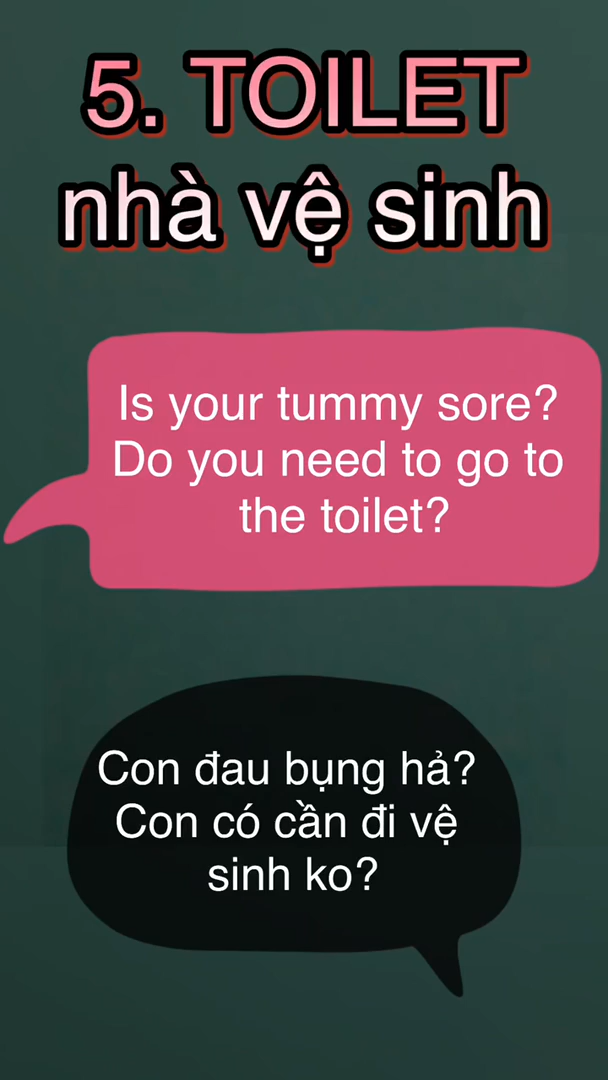 5. TOILET
nhà vệ sinh
Is your tummy sore?
Do you need to go to
the toilet?
Con đau bụng hả?
Con có cần đi vệ
sinh ko?